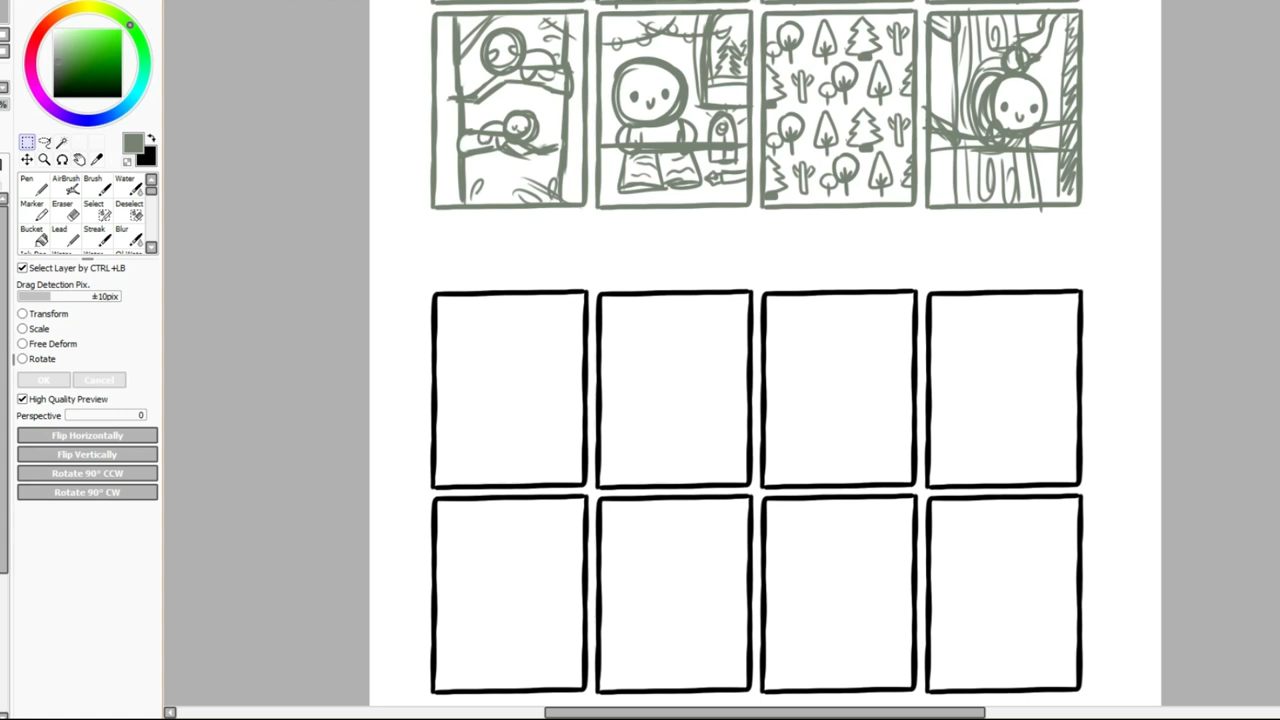 %
Pen AirBrush Brush Water
Marker Eraser Select Deselect
Bucket Lead Streak Blur
Select Layer by CTRL+LB
Drag Detection Pix.
±10pix
Transform
Scale
Free Deform
Rotate
OK Cancel
High Quality Preview
Perspective 0
Flip Horizontally
Flip Vertically
Rotate 90° CCW
Rotate 90° CW